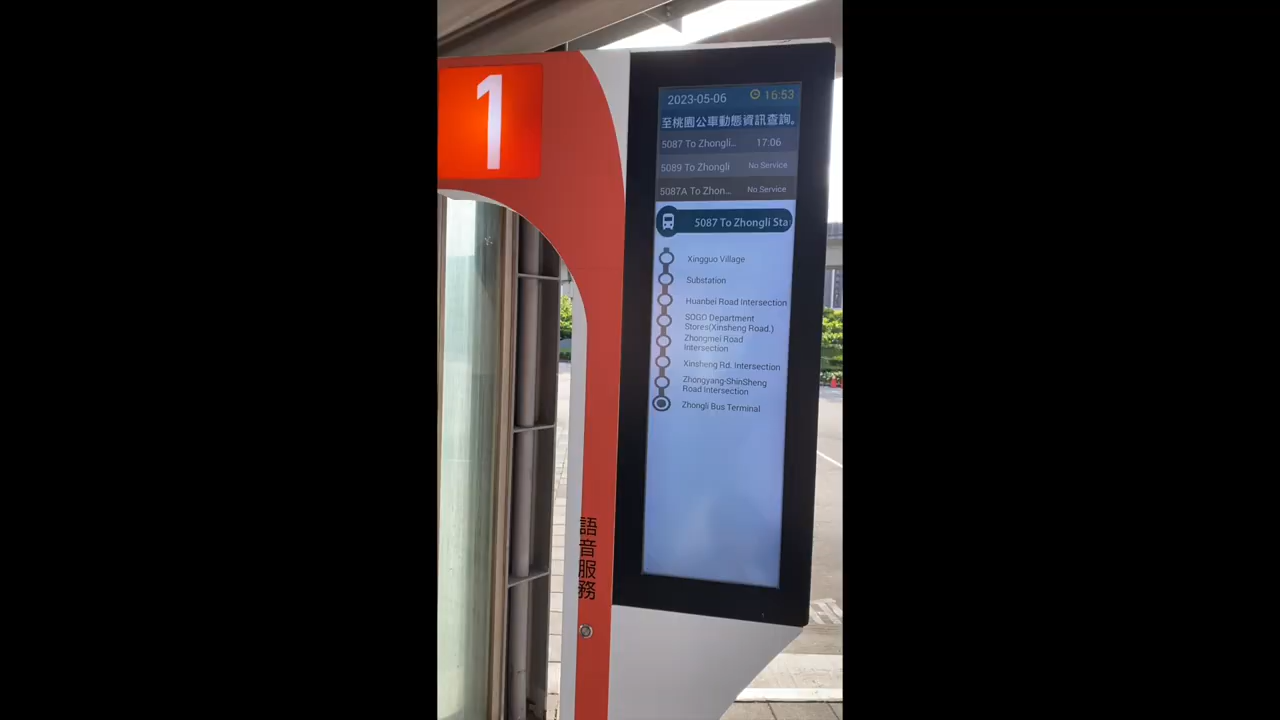 1
2023-05-06 16:53
至桃園公車動態資訊查詢。
5087 To Zhongli.. 17:06
5089 To Zhongli No Service
5087A To Zhon... No Service
5087 To Zhongli Sta
Xingguo Village
Substation
Huanbei Road Intersection
SOGO Department
Stores(Xinsheng Road.)
Zhongmei Road
Intersection
Xinsheng Rd. Intersection
Zhongyang-ShinSheng
Road Intersection
Zhongli Bus Terminal
語音服務